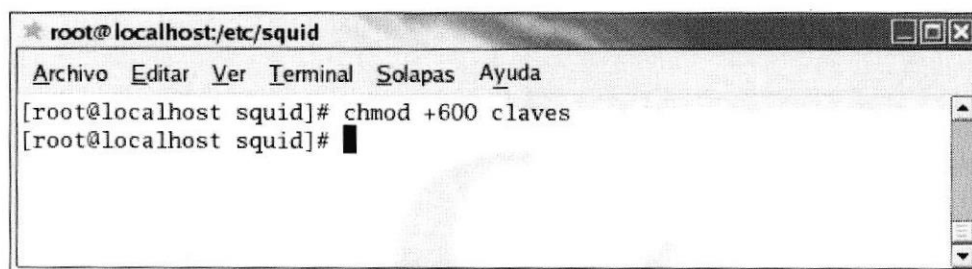 root@localhost:/etc/squid
Archivo Editar Ver Terminal Solapas Ayuda
[root@localhost squid]# chmod +600 claves
[root@localhost squid]#